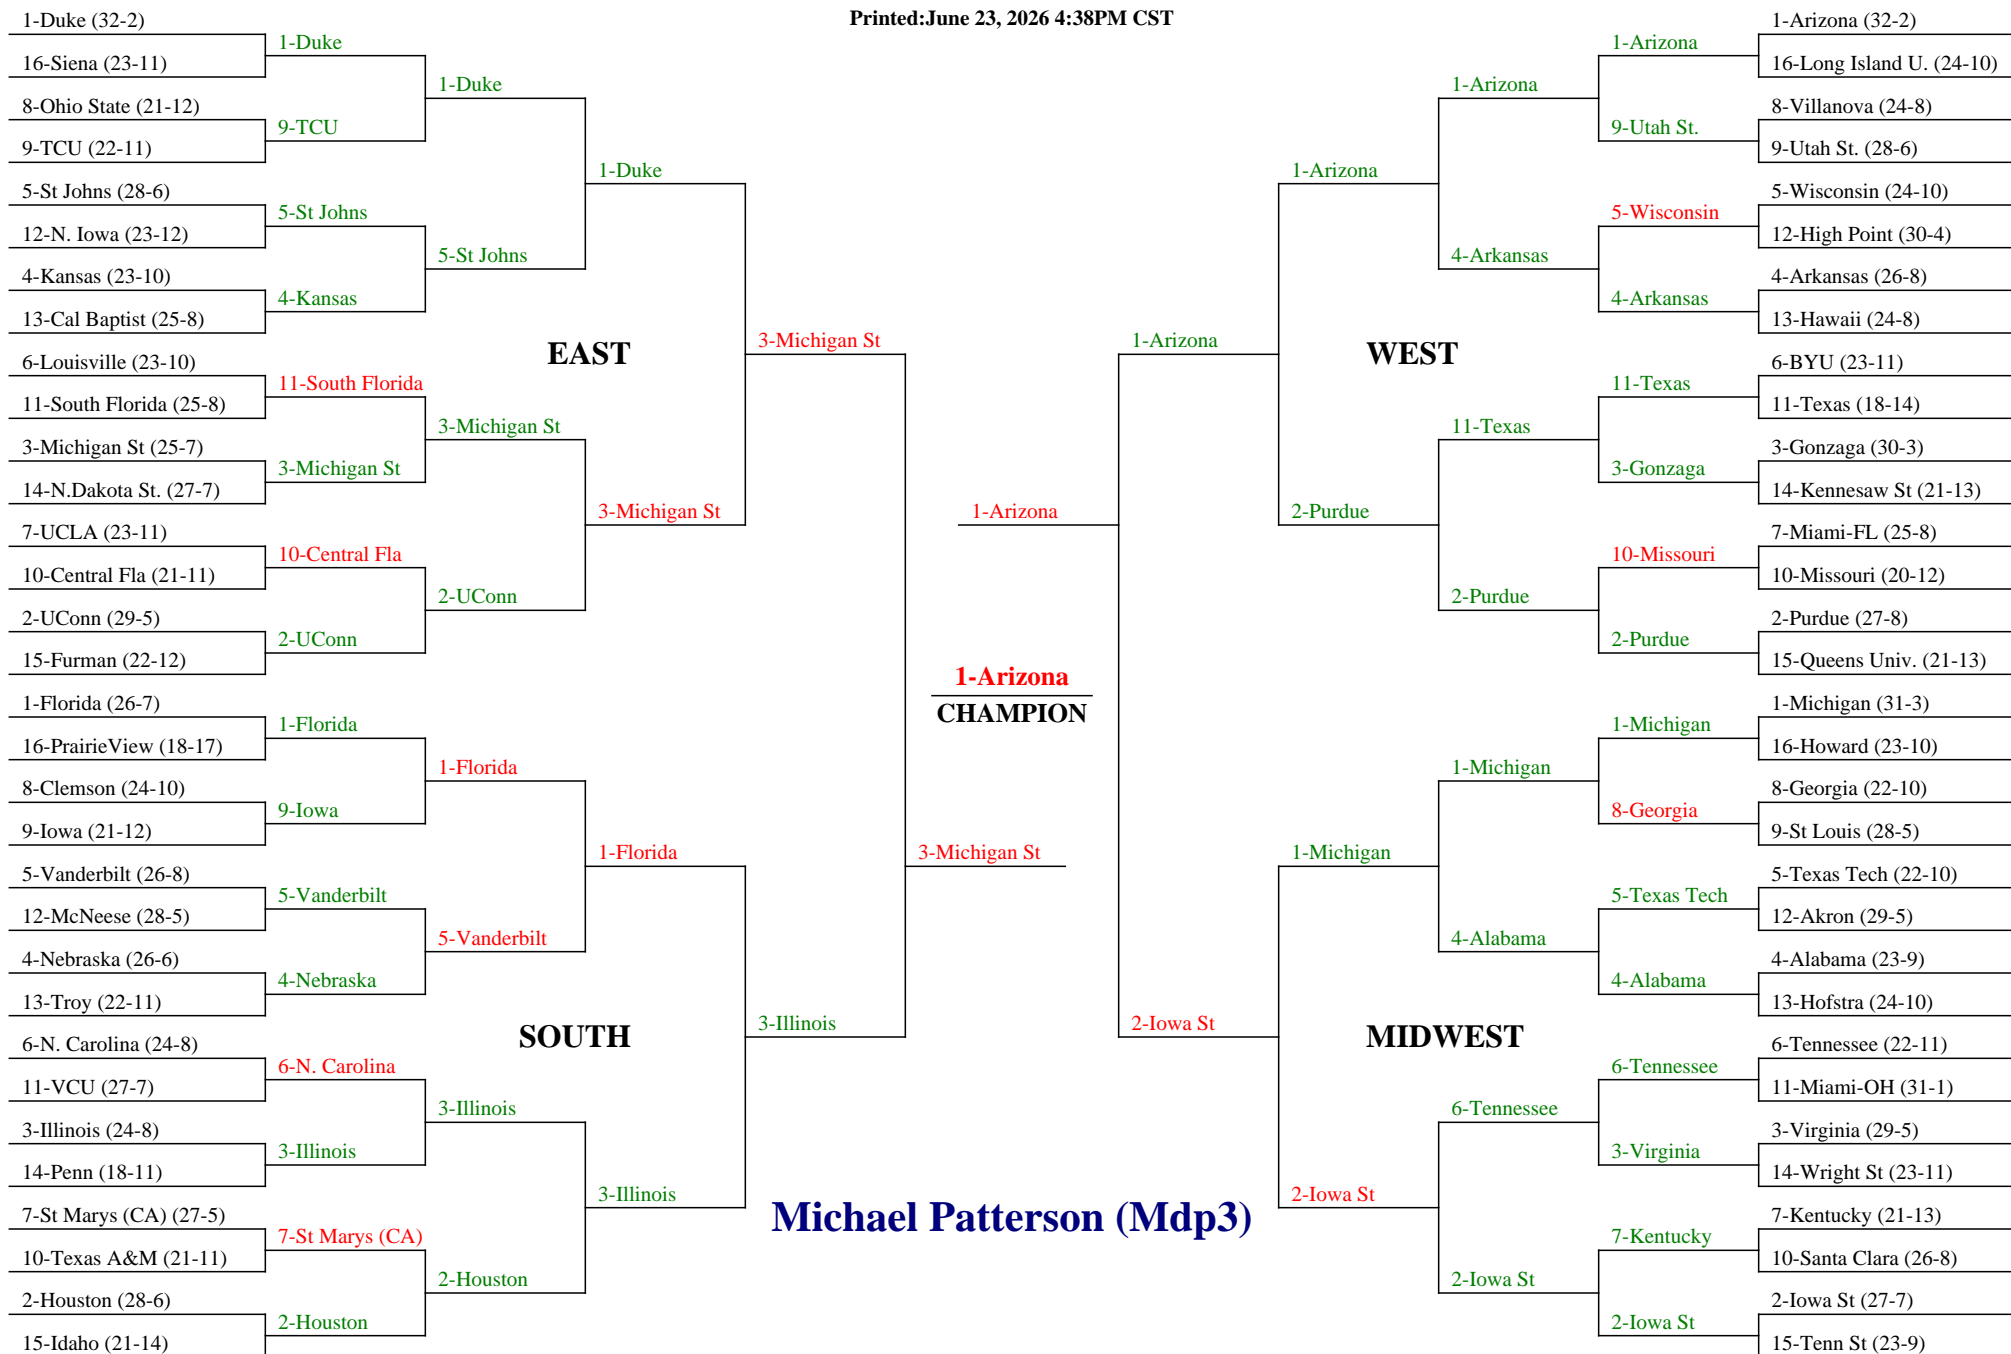 Printed:June 23, 2026 4:38PM CST
1-Duke (32-2)
16-Siena (23-11)
8-Ohio State (21-12)
9-TCU (22-11)
5-St Johns (28-6)
12-N. Iowa (23-12)
4-Kansas (23-10)
13-Cal Baptist (25-8)
6-Louisville (23-10)
11-South Florida (25-8)
3-Michigan St (25-7)
14-N.Dakota St. (27-7)
7-UCLA (23-11)
10-Central Fla (21-11)
2-UConn (29-5)
15-Furman (22-12)
1-Florida (26-7)
16-PrairieView (18-17)
8-Clemson (24-10)
9-Iowa (21-12)
5-Vanderbilt (26-8)
12-McNeese (28-5)
4-Nebraska (26-6)
13-Troy (22-11)
6-N. Carolina (24-8)
11-VCU (27-7)
3-Illinois (24-8)
14-Penn (18-11)
7-St Marys (CA) (27-5)
10-Texas A&M (21-11)
2-Houston (28-6)
15-Idaho (21-14)
1-Duke
9-TCU
5-St Johns
4-Kansas
11-South Florida
3-Michigan St
10-Central Fla
2-UConn
1-Florida
9-Iowa
5-Vanderbilt
4-Nebraska
6-N. Carolina
3-Illinois
7-St Marys (CA)
2-Houston
1-Duke
5-St Johns
3-Michigan St
2-UConn
1-Florida
5-Vanderbilt
3-Illinois
2-Houston
EAST
SOUTH
1-Duke
3-Michigan St
1-Florida
3-Illinois
3-Michigan St
3-Illinois
1-Arizona
1-Arizona
CHAMPION
3-Michigan St
Michael Patterson (Mdp3)
1-Arizona
2-Iowa St
1-Arizona
2-Purdue
1-Michigan
2-Iowa St
WEST
MIDWEST
1-Arizona
4-Arkansas
11-Texas
2-Purdue
1-Michigan
4-Alabama
6-Tennessee
2-Iowa St
1-Arizona
9-Utah St.
5-Wisconsin
4-Arkansas
11-Texas
3-Gonzaga
10-Missouri
2-Purdue
1-Michigan
8-Georgia
5-Texas Tech
4-Alabama
6-Tennessee
3-Virginia
7-Kentucky
2-Iowa St
1-Arizona (32-2)
16-Long Island U. (24-10)
8-Villanova (24-8)
9-Utah St. (28-6)
5-Wisconsin (24-10)
12-High Point (30-4)
4-Arkansas (26-8)
13-Hawaii (24-8)
6-BYU (23-11)
11-Texas (18-14)
3-Gonzaga (30-3)
14-Kennesaw St (21-13)
7-Miami-FL (25-8)
10-Missouri (20-12)
2-Purdue (27-8)
15-Queens Univ. (21-13)
1-Michigan (31-3)
16-Howard (23-10)
8-Georgia (22-10)
9-St Louis (28-5)
5-Texas Tech (22-10)
12-Akron (29-5)
4-Alabama (23-9)
13-Hofstra (24-10)
6-Tennessee (22-11)
11-Miami-OH (31-1)
3-Virginia (29-5)
14-Wright St (23-11)
7-Kentucky (21-13)
10-Santa Clara (26-8)
2-Iowa St (27-7)
15-Tenn St (23-9)